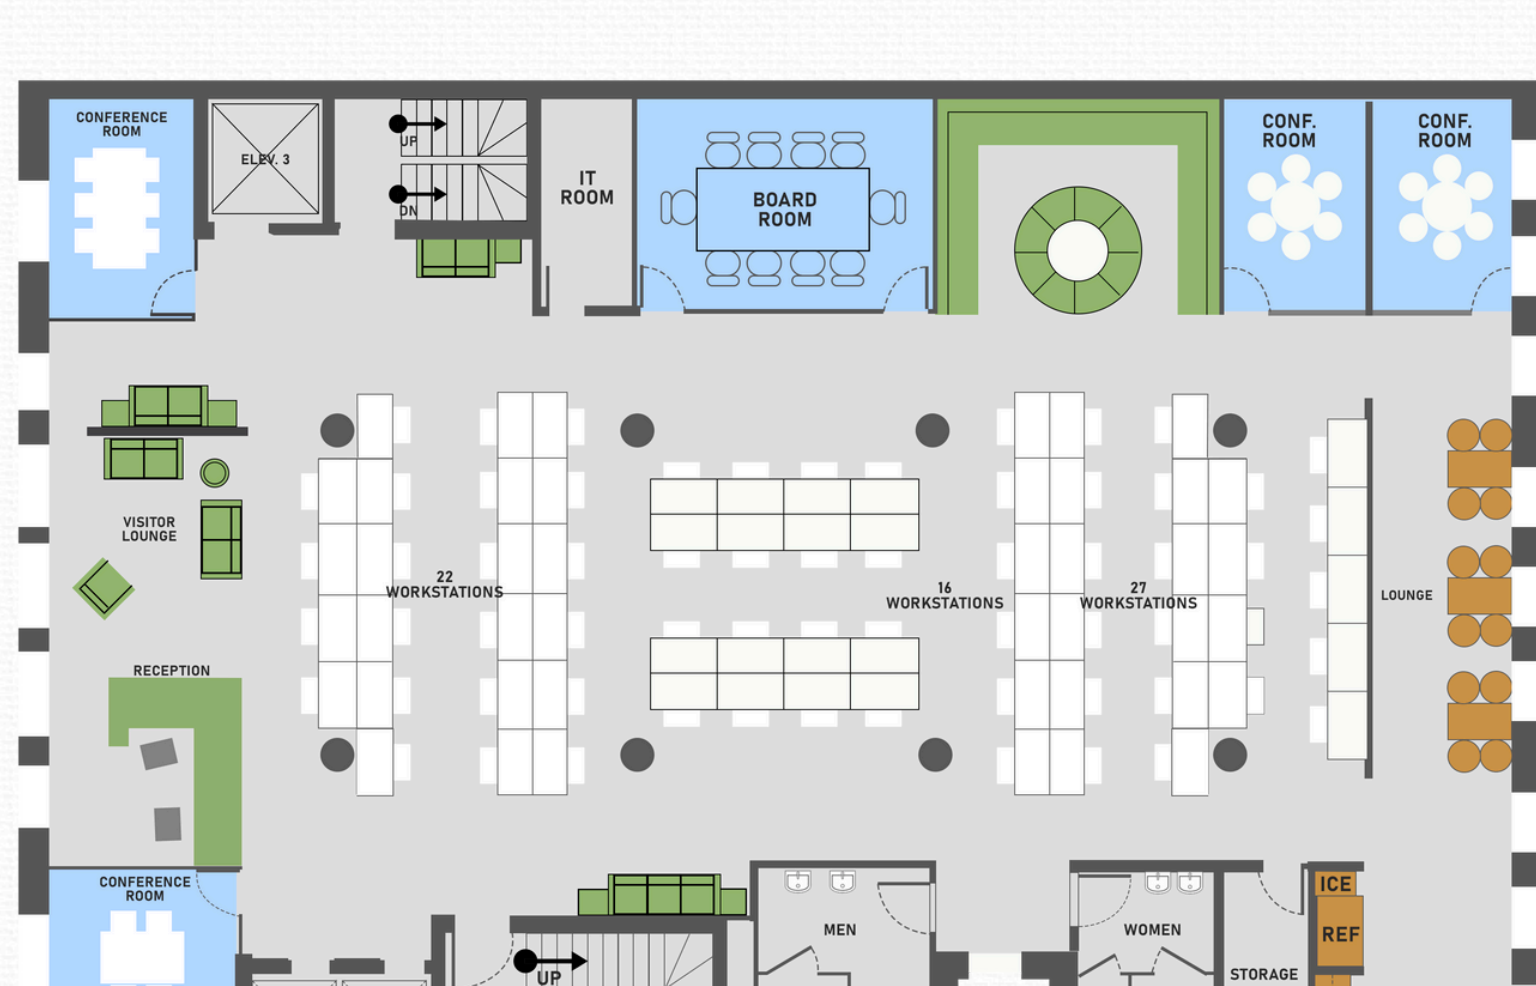 CONFERENCE
ROOM
ELEV. 3
UP
DN
IT
ROOM
BOARD
ROOM
CONF.
ROOM
CONF.
ROOM
VISITOR
LOUNGE
22
WORKSTATIONS
16
WORKSTATIONS
27
WORKSTATIONS
LOUNGE
RECEPTION
CONFERENCE
ROOM
UP
MEN
WOMEN
STORAGE
ICE
REF